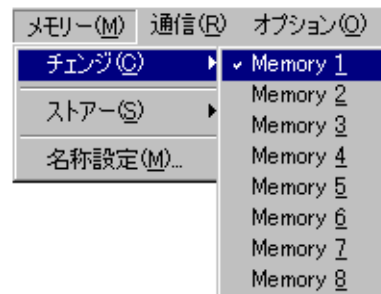 メモリー(M) 通信(R) オプション(O)
チェンジ(C)
ストアー(S)
名称設定(M)...
Memory 1
Memory 2
Memory 3
Memory 4
Memory 5
Memory 6
Memory 7
Memory 8